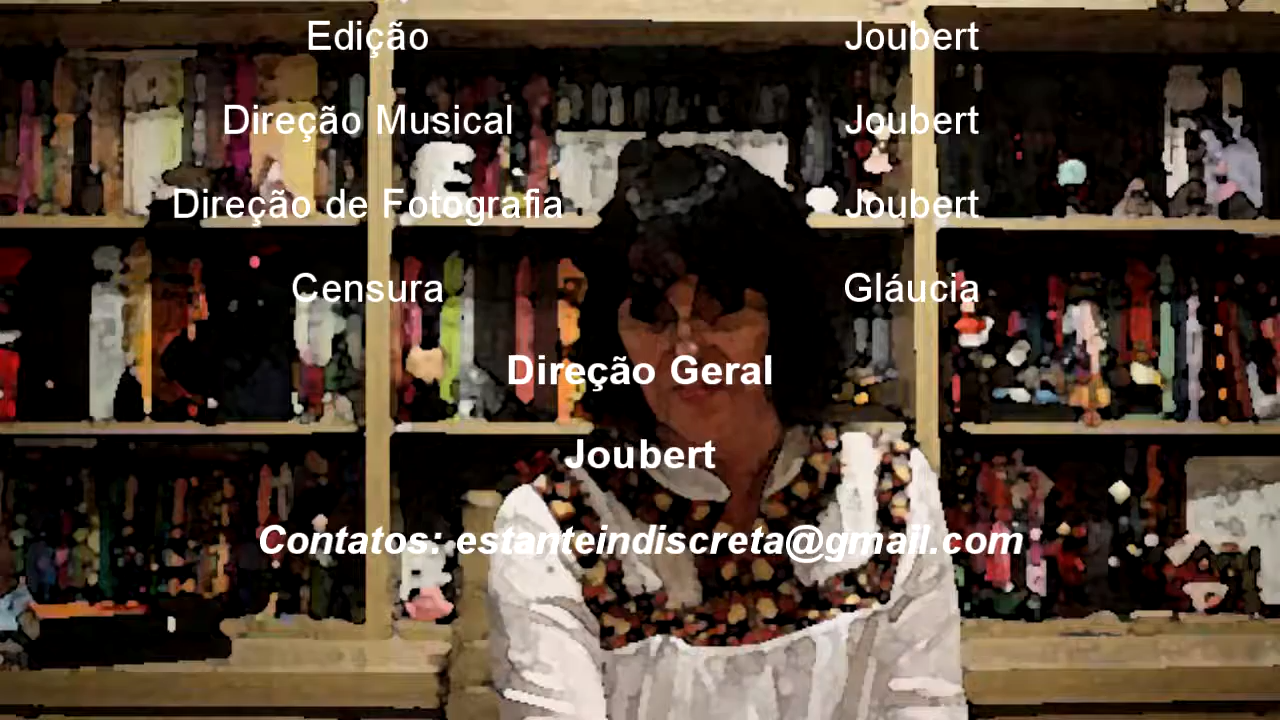 Edição Joubert
Direção Musical Joubert
Direção de Fotografia Joubert
Censura Gláucia
Direção Geral
Joubert
Contatos: estanteindiscreta@gmail.com